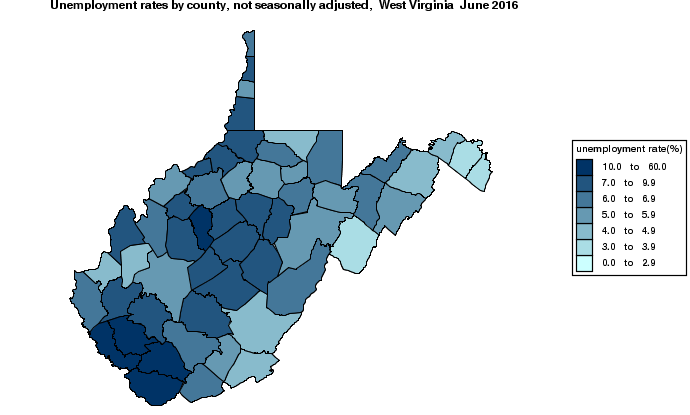 Unemployment rates by county, not seasonally adjusted, West Virginia June 2016
unemployment rate(%)
10.0 to 60.0
7.0 to 9.9
6.0 to 6.9
5.0 to 5.9
4.0 to 4.9
3.0 to 3.9
0.0 to 2.9